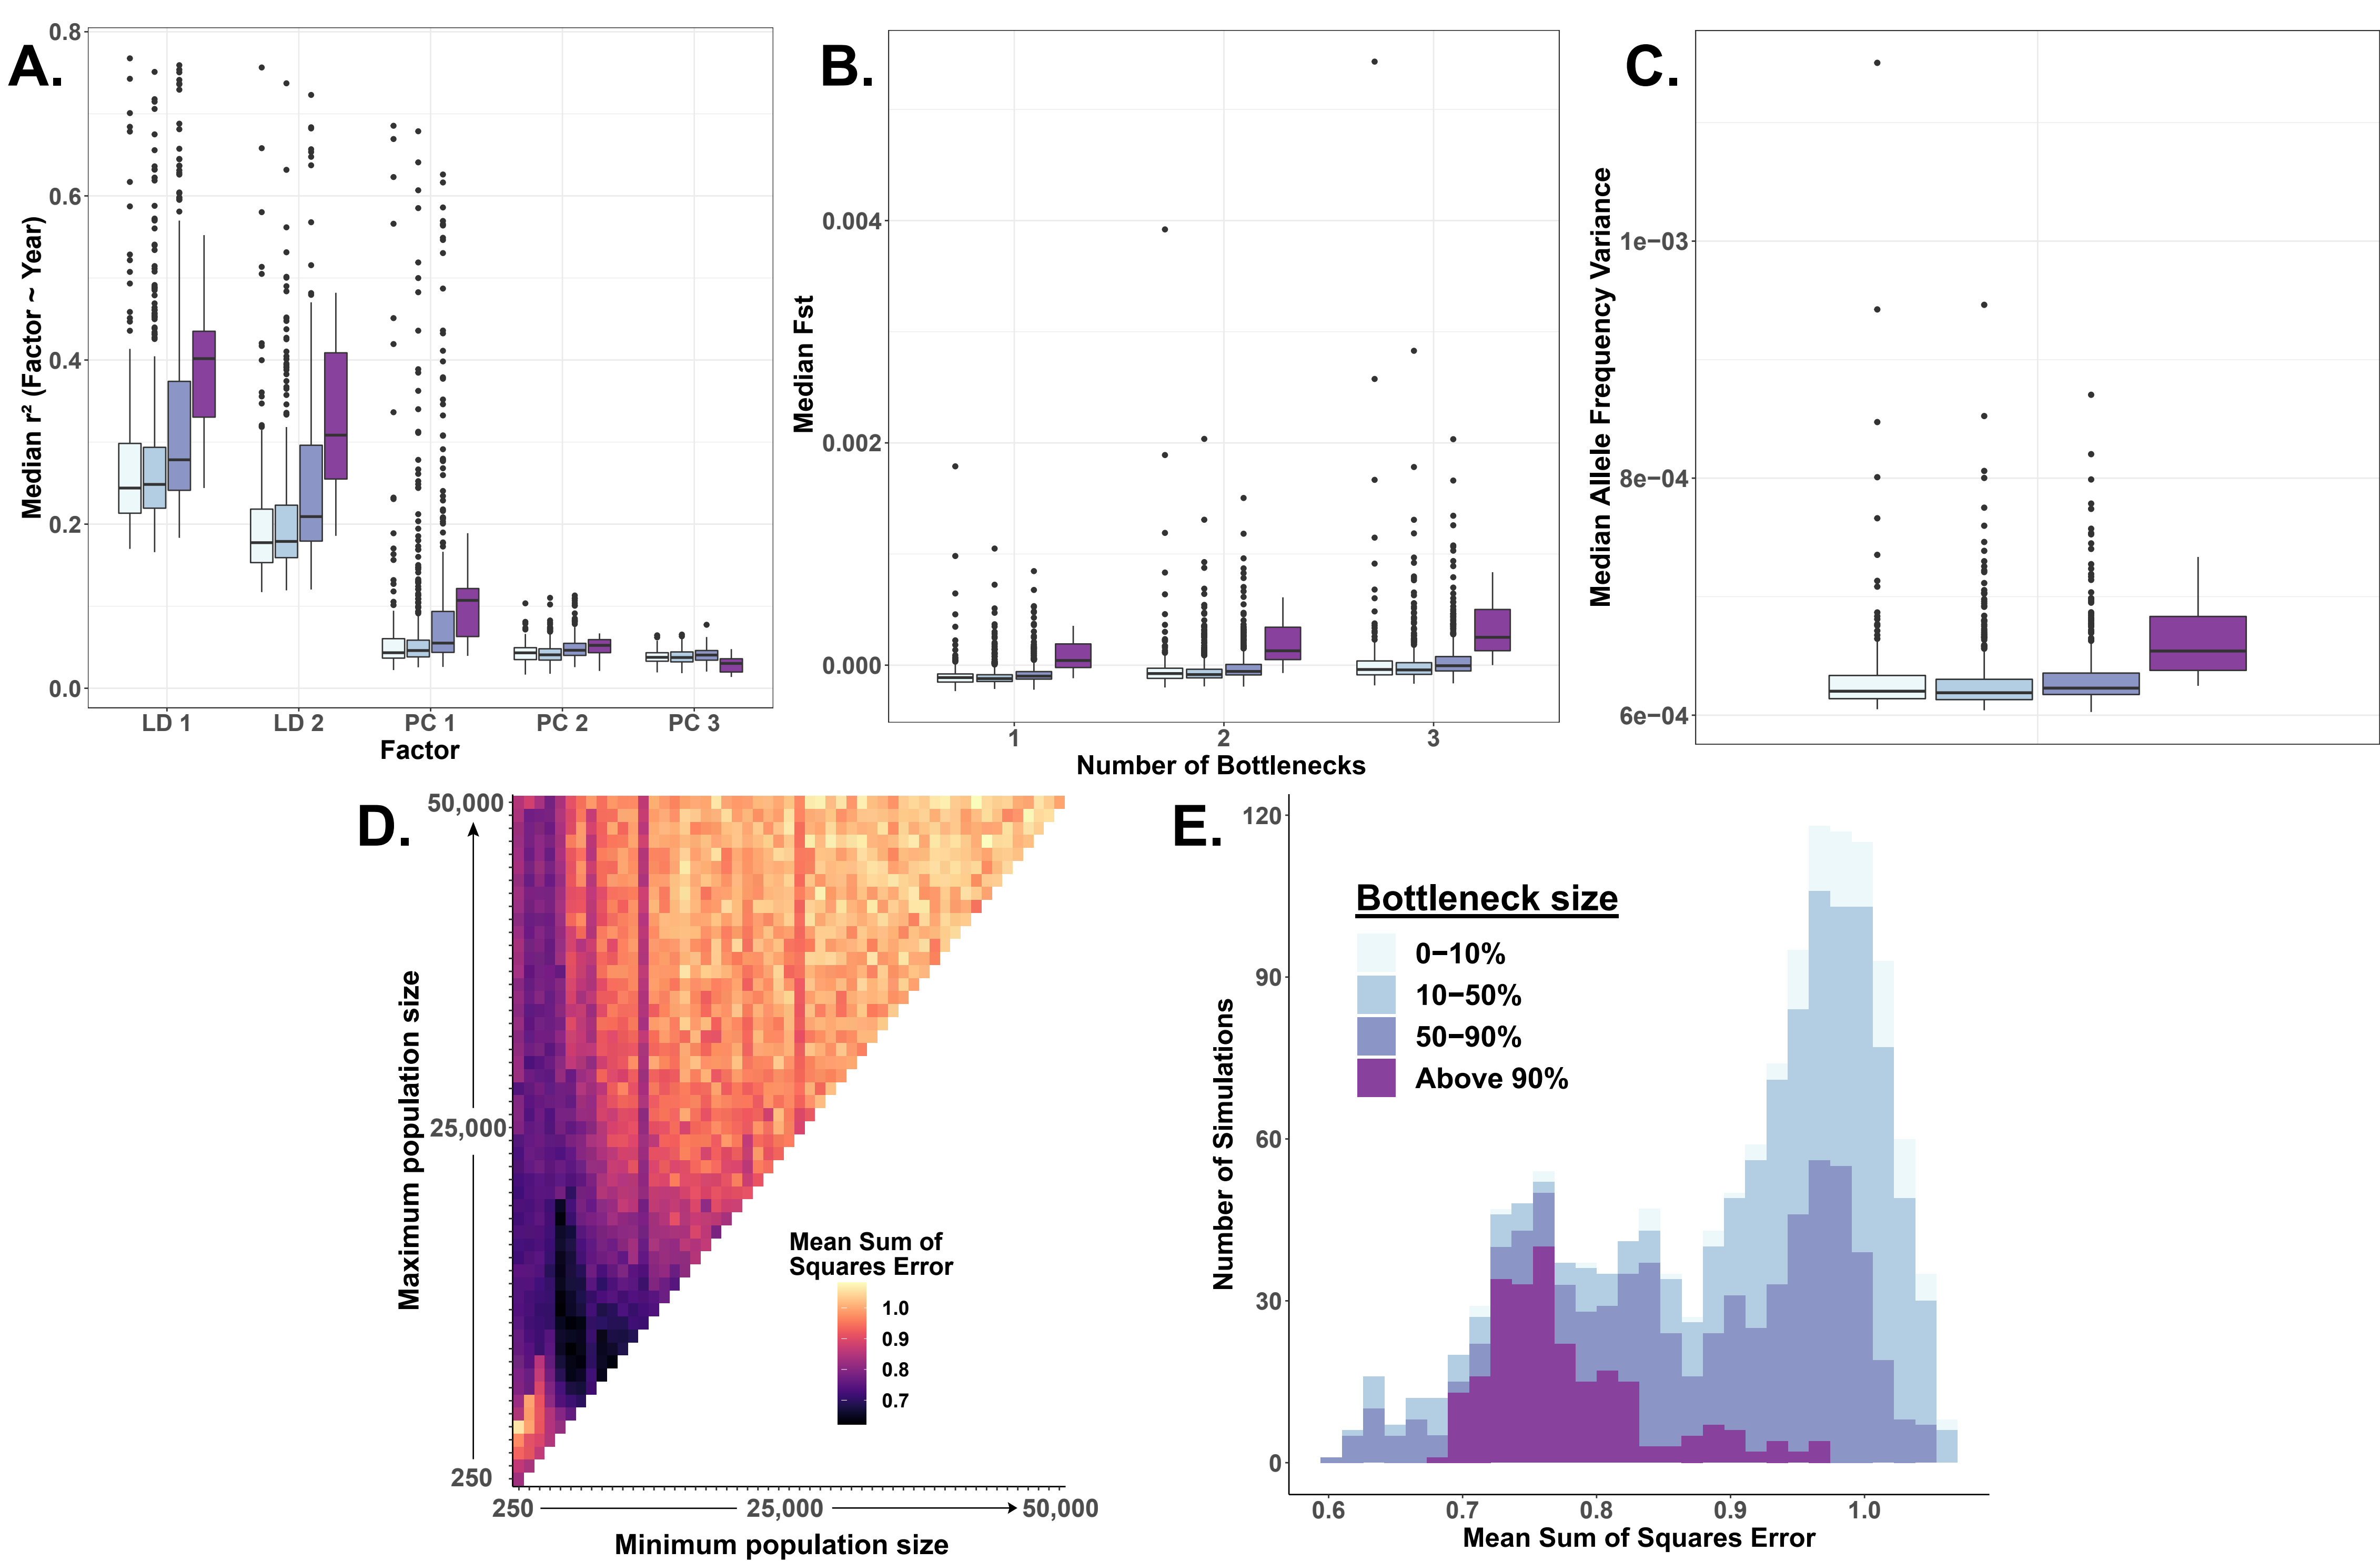 A.
0.8
0.6
0.4
0.2
0.0
Median r² (Factor ~ Year)
LD 1
LD 2
PC 1
PC 2
PC 3
Factor
B.
0.004
0.002
0.000
Median Fst
1
2
3
Number of Bottlenecks
C.
1e−03
8e−04
6e−04
Median Allele Frequency Variance
D.
50,000
25,000
250
Maximum population size
250
25,000
50,000
Minimum population size
Mean Sum of
Squares Error
1.0
0.9
0.8
0.7
E.
120
90
60
30
0
Number of Simulations
Bottleneck size
0−10%
10−50%
50−90%
Above 90%
0.6
0.7
0.8
0.9
1.0
Mean Sum of Squares Error